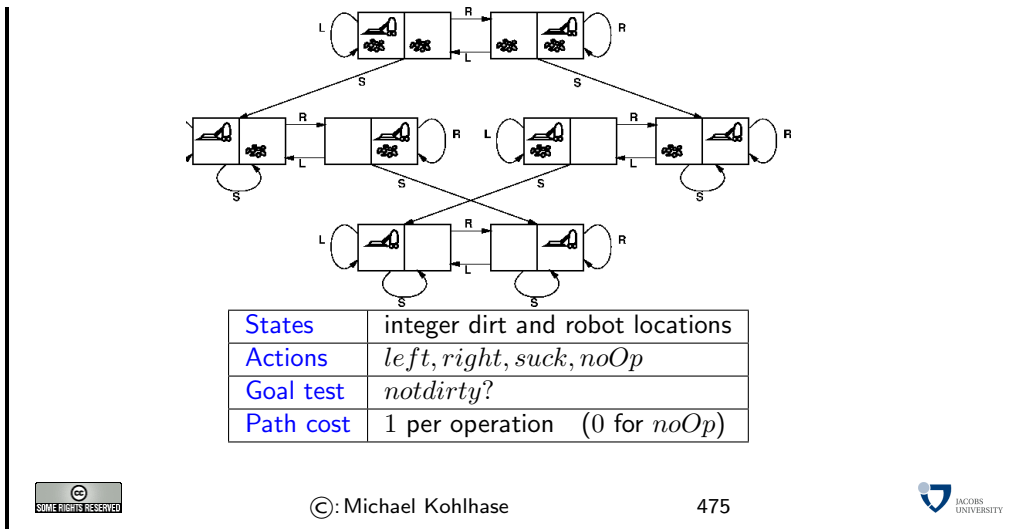 R
L R
L
S S
R R
L R R
L L
S S
S S
R
L R
L
S S
States integer dirt and robot locations
Actions left, right, suck, noOp
Goal test notdirty?
Path cost 1 per operation (0 for noOp)
cc
SOME RIGHTS RESERVED
©: Michael Kohlhase 475
JACOBS
UNIVERSITY